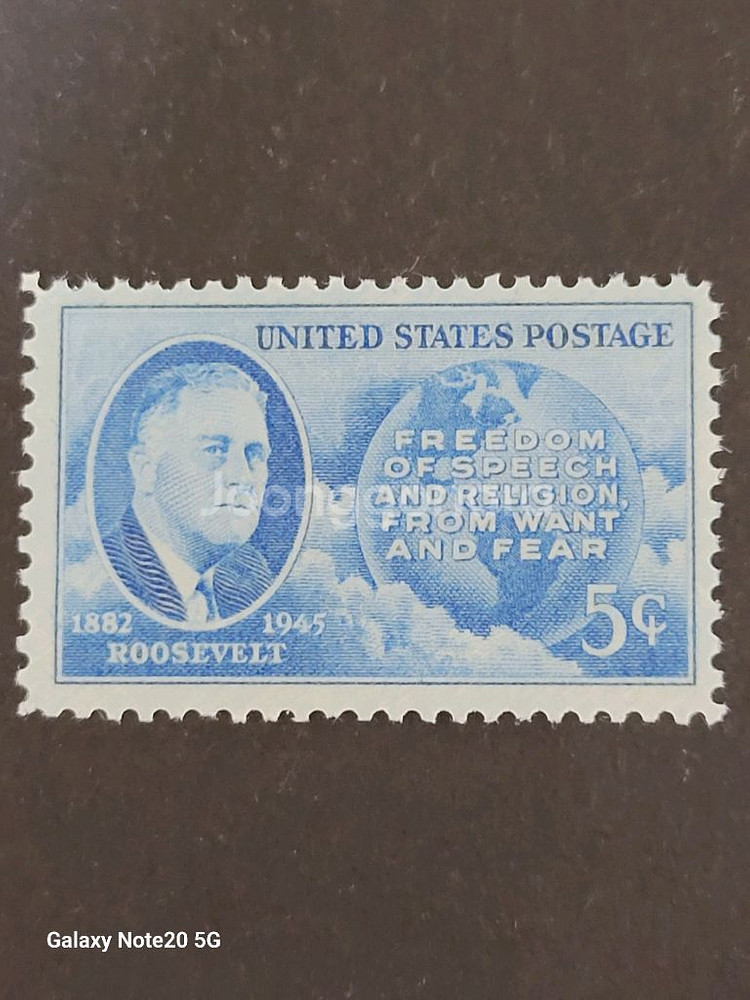 UNITED STATES POSTAGE
FREEDOM
OF SPEECH
AND RELIGION,
FROM WANT
AND FEAR
5¢
1882 1945
ROOSEVELT
Galaxy Note20 5G